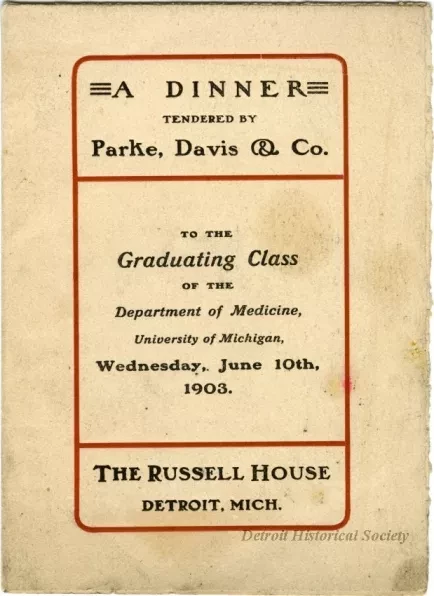 A DINNER
TENDERED BY
Parke, Davis & Co.
TO THE
Graduating Class
OF THE
Department of Medicine,
University of Michigan,
Wednesday, June 10th,
1903.
THE RUSSELL HOUSE
DETROIT, MICH.
Detroit Historical Society